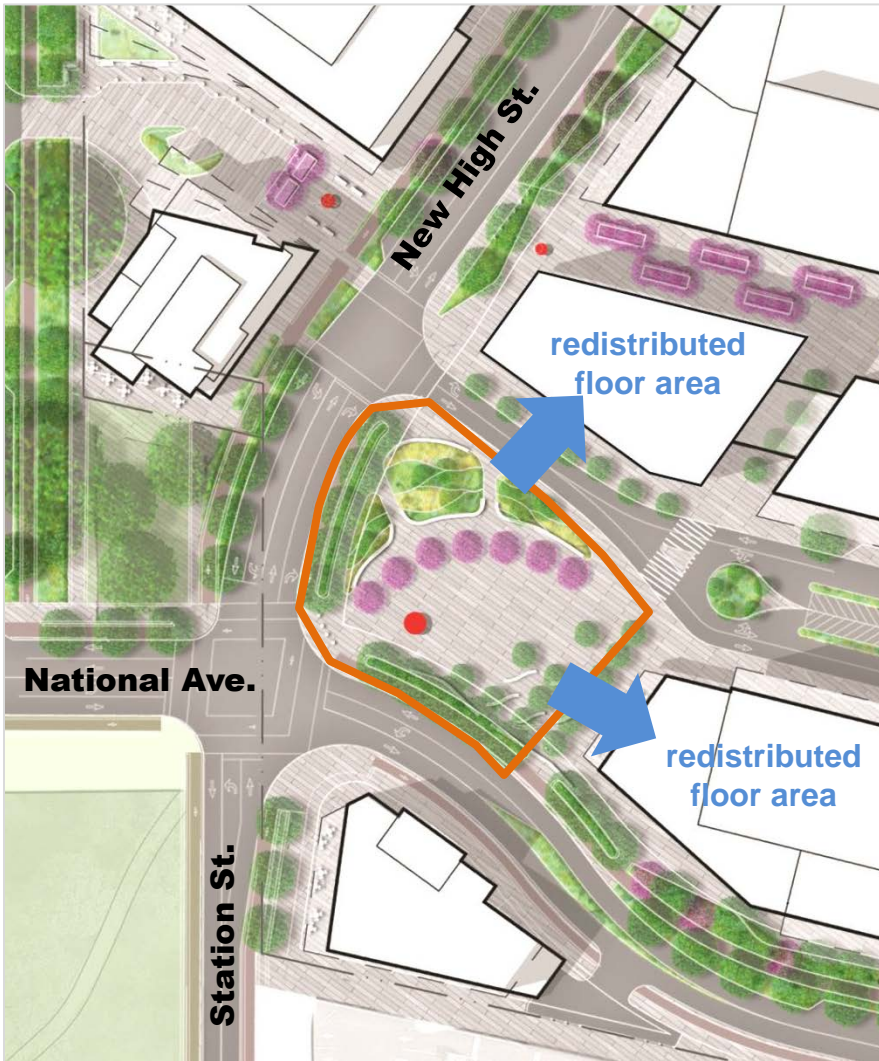 New High St.
redistributed
floor area
National Ave.
redistributed
floor area
Station St.